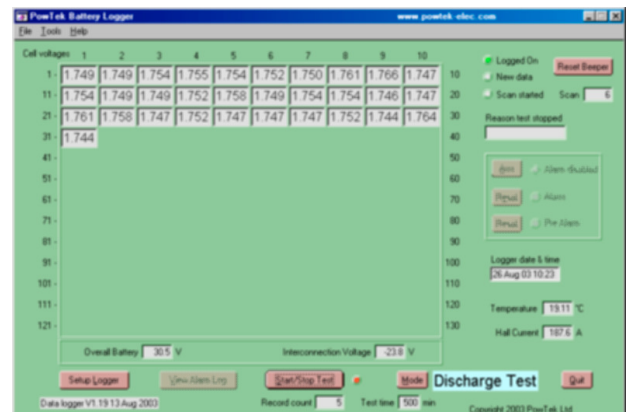 PowTek Battery Logger www powtek-elec. com
File Tools Help
Cell voltages 1 2 3 4 5 6 7 8 9 10
1 - 1.749 1.749 1.754 1.755 1.754 1.752 1.750 1.761 1.766 1.747 10
11 - 1.754 1.749 1.749 1.752 1.758 1.749 1.754 1.754 1.746 1.747 20
21 - 1.761 1.758 1.747 1.752 1.747 1.747 1.747 1.752 1.744 1.764 30
31 - 1.744 40
41 - 50
51 - 60
61 - 70
71 - 80
81 - 90
91 - 100
101 - 110
111 - 120
121 - 130
Overall Battery 30.5 V Interconnection Voltage -23.8 V
Logged On Reset Beeper
New data
Scan started Scan 6
Reason test stopped
Alarm disabled
Reset Alarm
Reset Pre Alarm
Logger date & time
26 Aug 03 10:23
Temperature 19.11 °C
Hall Current 187.6 A
Setup Logger View Alarm Log Start/Stop Test Mode Discharge Test Quit
Data logger V1.19 13 Aug 2003 Record count 5 Test time 500 min Copyright 2003 PowTek Ltd